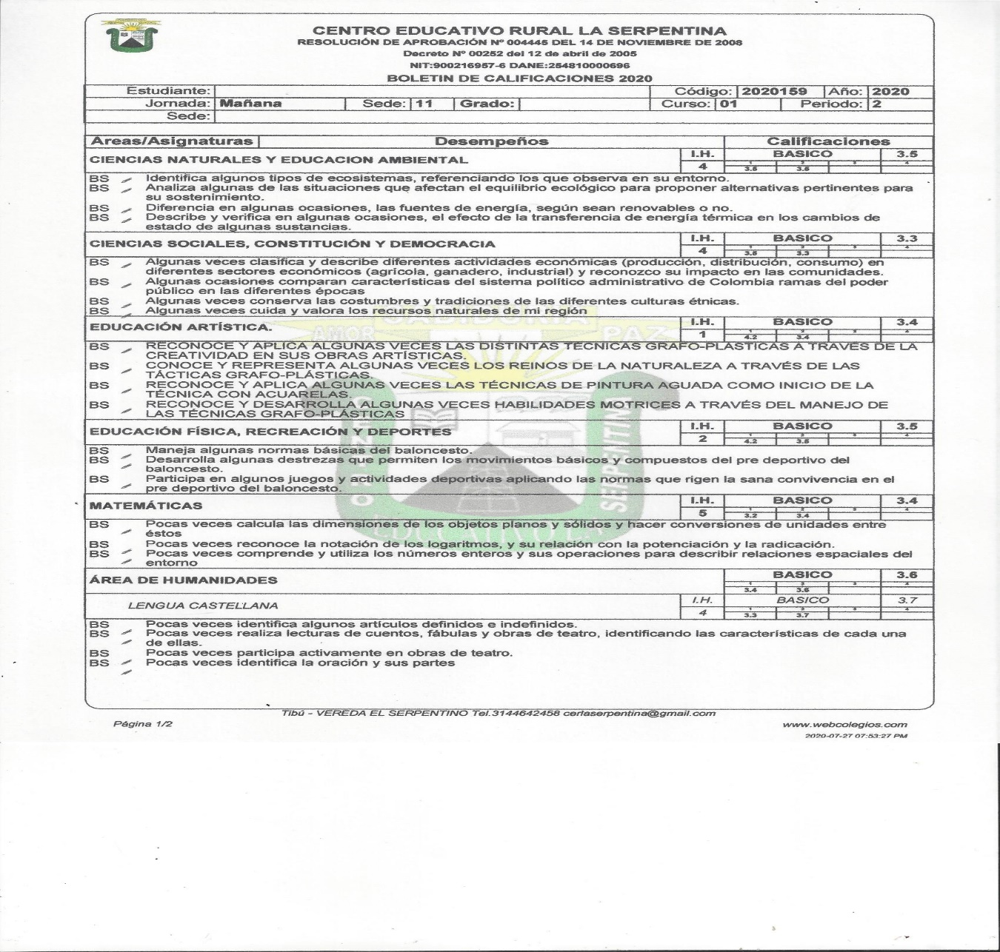 CENTRO EDUCATIVO RURAL LA SERPENTINA
RESOLUCIÓN DE APROBACIÓN Nº 004445 DEL 14 DE NOVIEMBRE DE 2008
Decreto Nº 00252 del 12 de abril de 2005
NIT:900216957-6 DANE:254810000696
BOLETIN DE CALIFICACIONES 2020
Estudiante: Código: 2020159 Año: 2020
Jornada: Mañana Sede: 11 Grado: Curso: 01 Periodo: 2
Sede:
Areas/Asignaturas Desempeños Calificaciones
CIENCIAS NATURALES Y EDUCACION AMBIENTAL I.H. BASICO 3.5
4 1 3.5 2 3.5 3 4
BS Identifica algunos tipos de ecosistemas, referenciando los que observa en su entorno.
BS Analiza algunas de las situaciones que afectan el equilibrio ecológico para proponer alternativas pertinentes para
su sostenimiento.
BS Diferencia en algunas ocasiones, las fuentes de energía, según sean renovables o no.
BS Describe y verifica en algunas ocasiones, el efecto de la transferencia de energía térmica en los cambios de
estado de algunas sustancias.
CIENCIAS SOCIALES, CONSTITUCIÓN Y DEMOCRACIA I.H. BASICO 3.3
4 1 3.5 2 3.3 3 4
BS Algunas veces clasifica y describe diferentes actividades económicas (producción, distribución, consumo) en
diferentes sectores económicos (agrícola, ganadero, industrial) y reconozco su impacto en las comunidades.
BS Algunas ocasiones comparan características del sistema político administrativo de Colombia ramas del poder
público en las diferentes épocas
BS Algunas veces conserva las costumbres y tradiciones de las diferentes culturas étnicas.
BS Algunas veces cuida y valora los recursos naturales de mi región
SABIDURIA
AMOR PAZ
EDUCACIÓN ARTÍSTICA. I.H. BASICO 3.4
1 1 4.2 2 3.4 3 4
BS RECONOCE Y APLICA ALGUNAS VECES LAS DISTINTAS TÉCNICAS GRAFO-PLÁSTICAS A TRAVÉS DE LA
CREATIVIDAD EN SUS OBRAS ARTÍSTICAS.
BS CONOCE Y REPRESENTA ALGUNAS VECES LOS REINOS DE LA NATURALEZA A TRAVÉS DE LAS
TÁCTICAS GRAFO-PLÁSTICAS.
BS RECONOCE Y APLICA ALGUNAS VECES LAS TÉCNICAS DE PINTURA AGUADA COMO INICIO DE LA
TÉCNICA CON ACUARELAS.
BS RECONOCE Y DESARROLLA ALGUNAS VECES HABILIDADES MOTRICES A TRAVÉS DEL MANEJO DE
LAS TÉCNICAS GRAFO-PLÁSTICAS
SERPENTINA
EDUCACIÓN FÍSICA, RECREACIÓN Y DEPORTES I.H. BASICO 3.5
2 1 4.2 2 3.5 3 4
BS Maneja algunas normas básicas del baloncesto.
BS Desarrolla algunas destrezas que permiten los movimientos básicos y compuestos del pre deportivo del
baloncesto.
BS Participa en algunos juegos y actividades deportivas aplicando las normas que rigen la sana convivencia en el
pre deportivo del baloncesto.
MATEMÁTICAS I.H. BASICO 3.4
5 1 3.2 2 3.4 3 4
BS Pocas veces calcula las dimensiones de los objetos planos y sólidos y hacer conversiones de unidades entre
éstos
BS Pocas veces reconoce la notación de los logaritmos, y su relación con la potenciación y la radicación.
BS Pocas veces comprende y utiliza los números enteros y sus operaciones para describir relaciones espaciales del
entorno
ÁREA DE HUMANIDADES BASICO 3.6
1 3.4 2 3.6 3 4
LENGUA CASTELLANA I.H. BASICO 3.7
4 1 3.3 2 3.7 3 4
BS Pocas veces identifica algunos artículos definidos e indefinidos.
BS Pocas veces realiza lecturas de cuentos, fábulas y obras de teatro, identificando las características de cada una
de ellas.
BS Pocas veces participa activamente en obras de teatro.
BS Pocas veces identifica la oración y sus partes
Tibú - VEREDA EL SERPENTINO Tel.3144642458 cerlaserpentina@gmail.com
Página 1/2 www.webcolegios.com
2020-07-27 07:53:27 PM